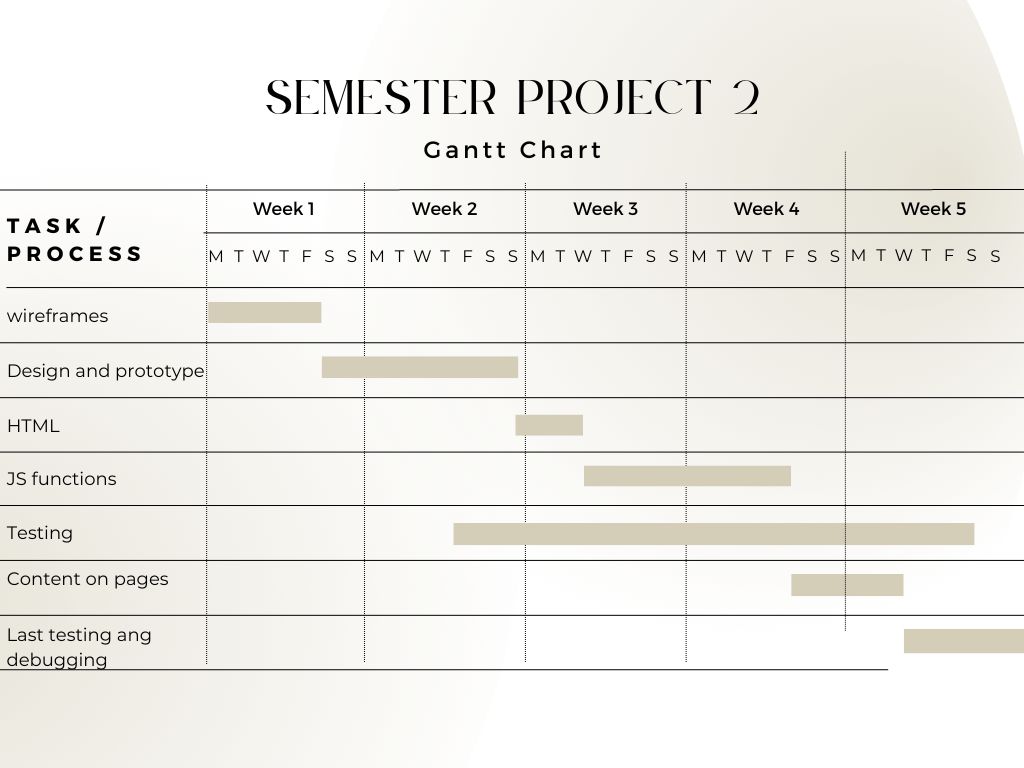 SEMESTER PROJECT 2
Gantt Chart
TASK /
PROCESS
Week 1
Week 2
Week 3
Week 4
Week 5
M T W T F S S
M T W T F S S
M T W T F S S
M T W T F S S
M T W T F S S
wireframes
Design and prototype
HTML
JS functions
Testing
Content on pages
Last testing ang
debugging